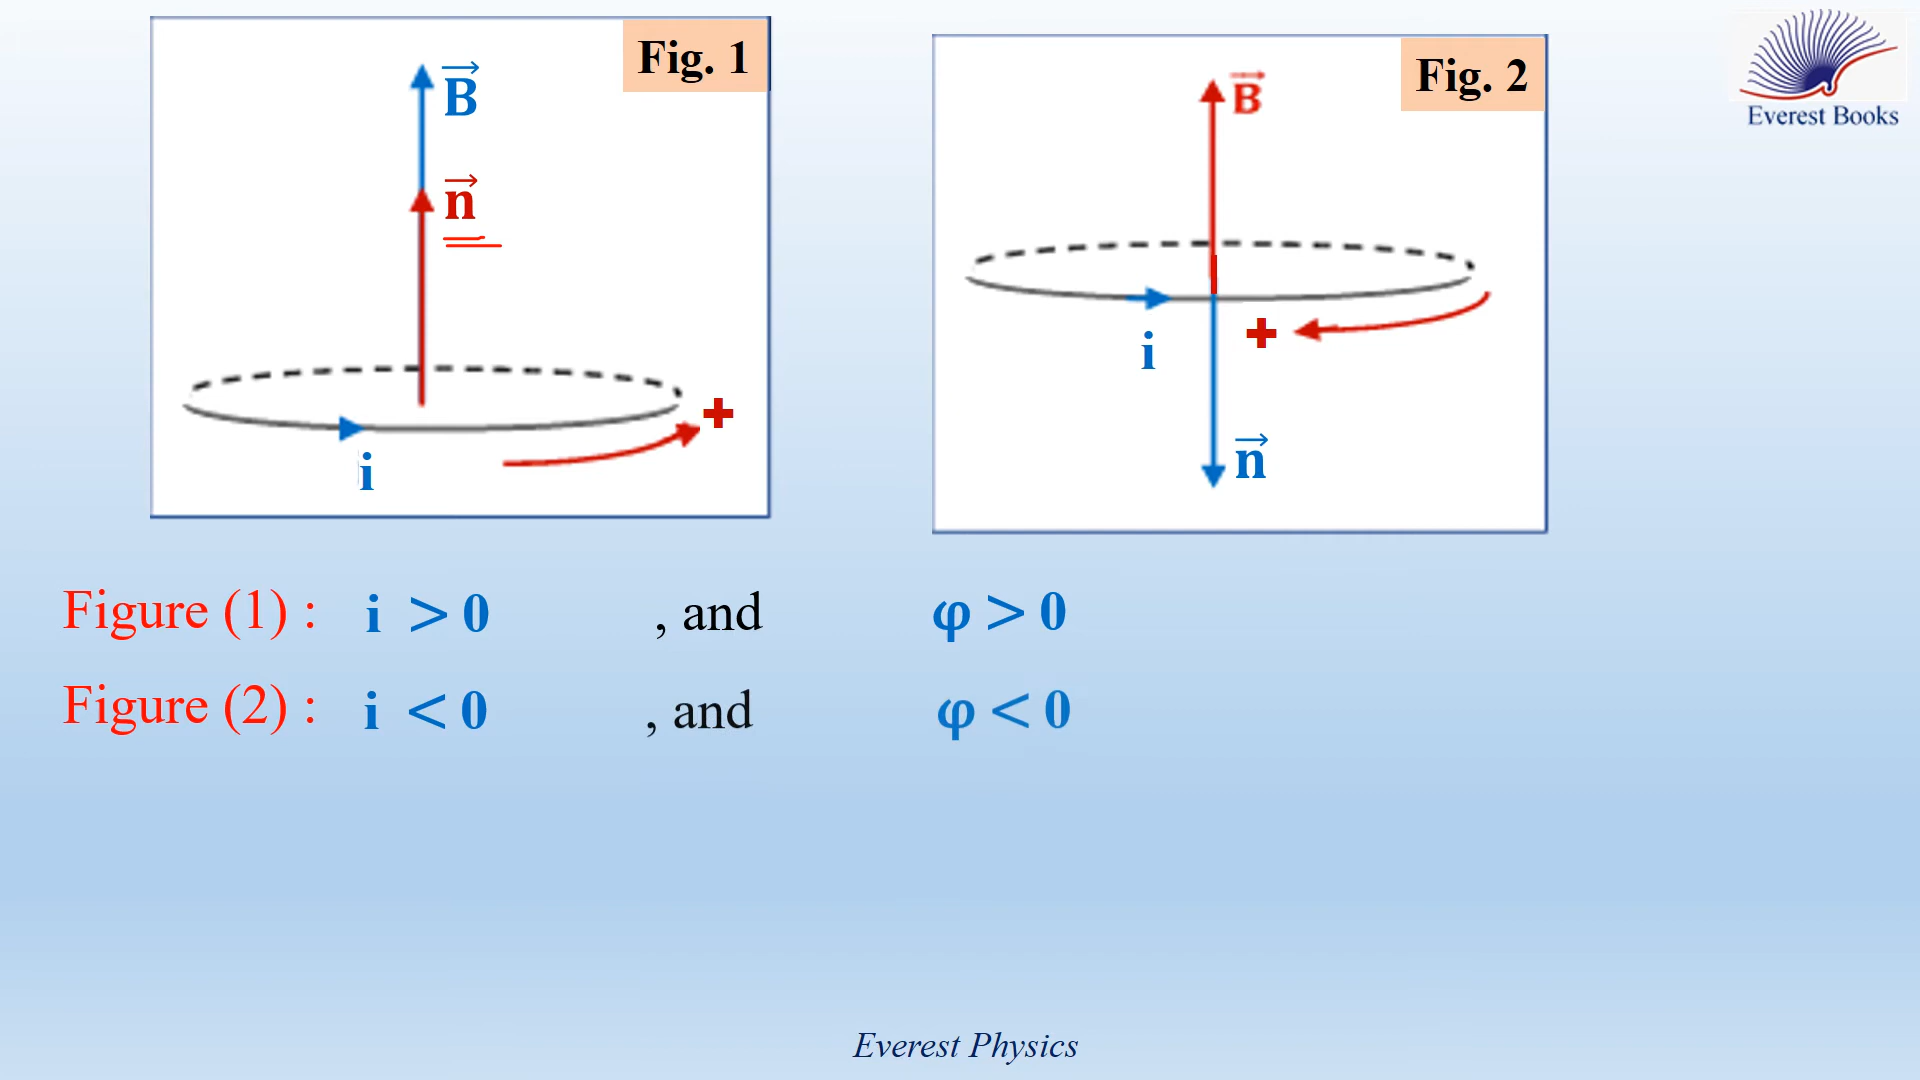 Fig. 1
B⃗
n⃗
+
i
Fig. 2
B⃗
+
i
n⃗
Everest Books
Figure (1) : i > 0 , and φ > 0
Figure (2) : i < 0 , and φ < 0
Everest Physics